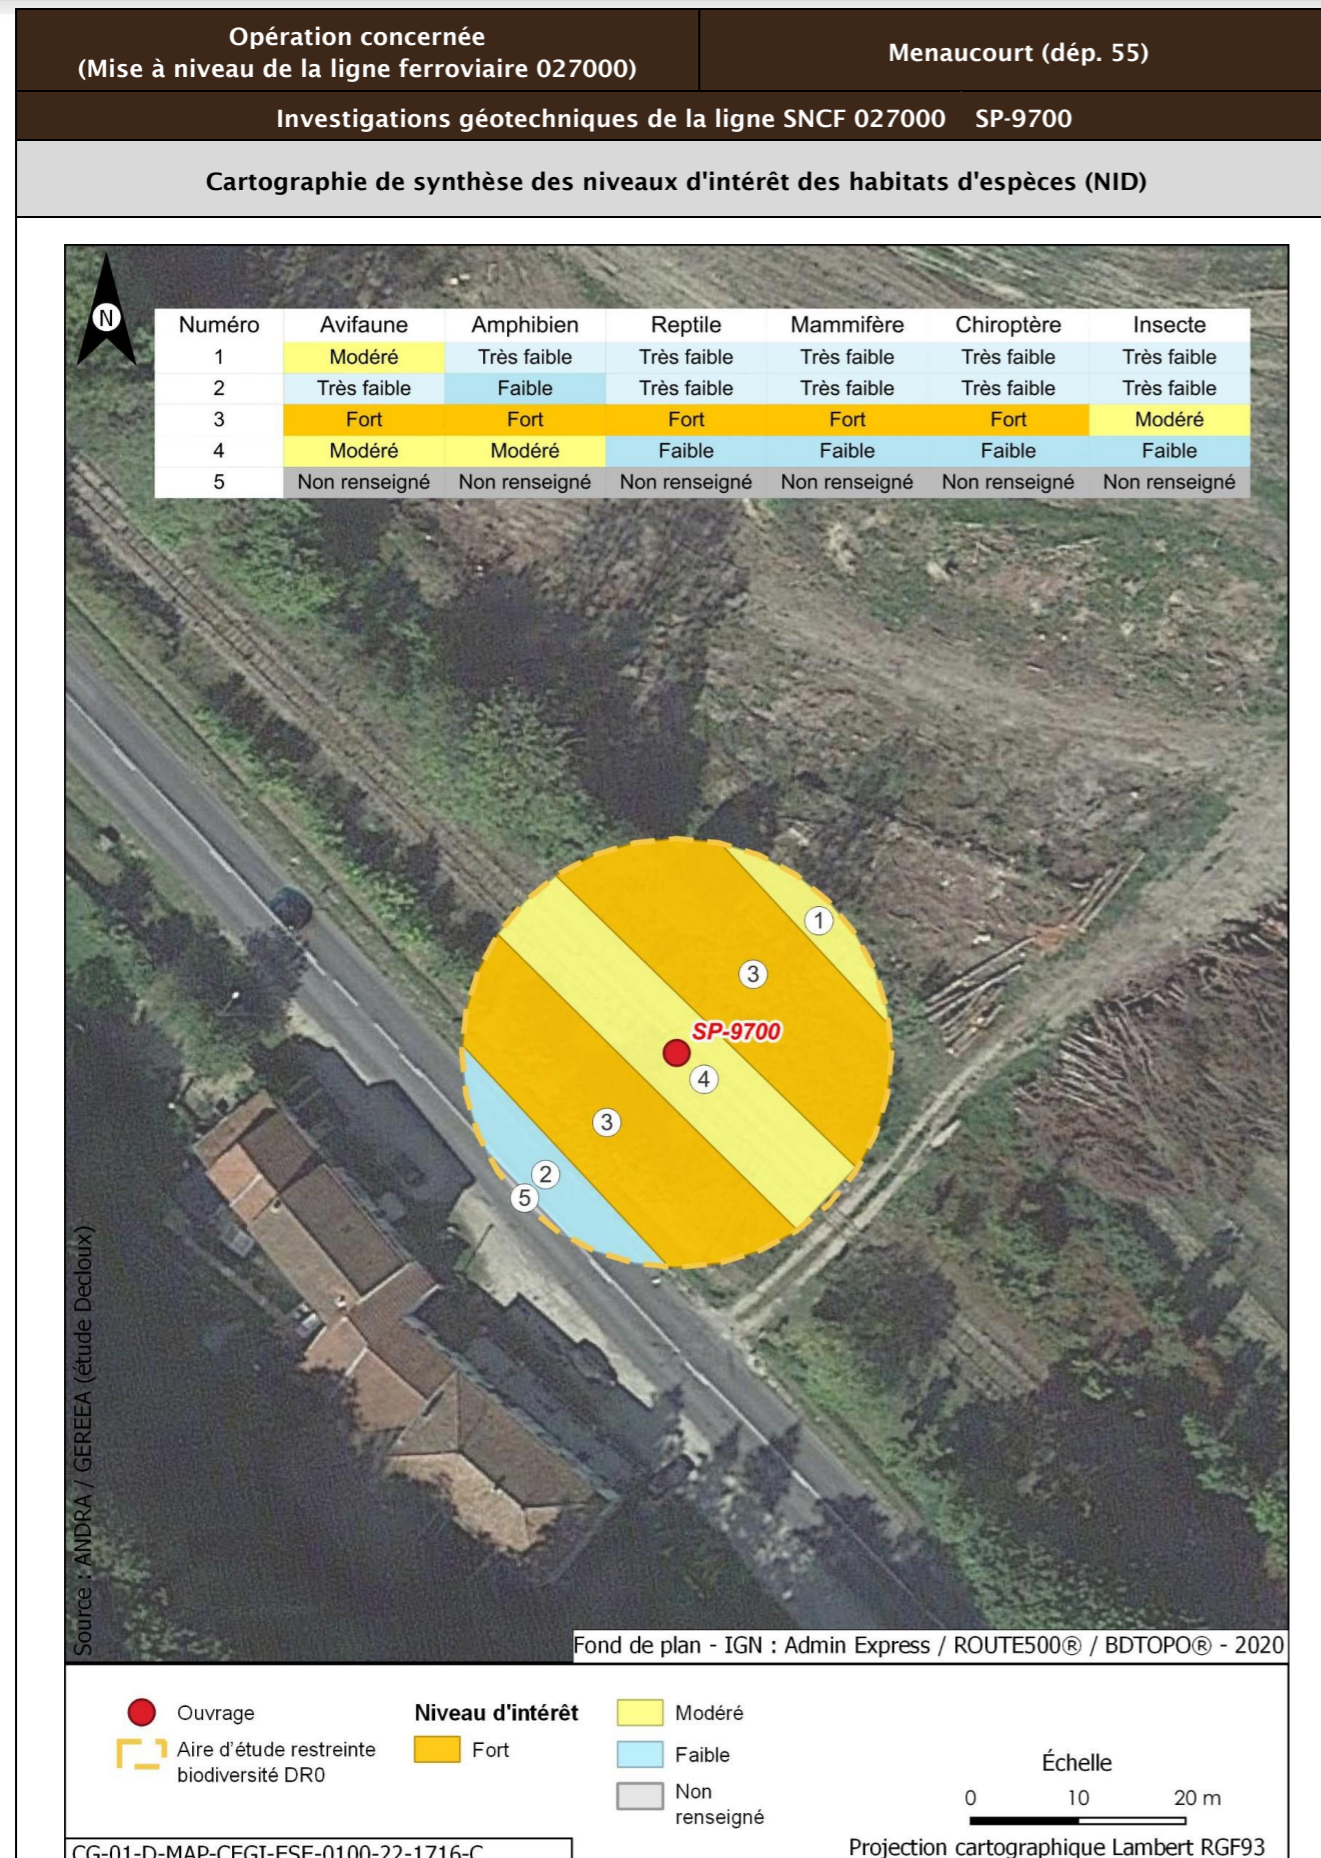 Opération concernée
(Mise à niveau de la ligne ferroviaire 027000)
Menaucourt (dép. 55)
Investigations géotechniques de la ligne SNCF 027000 SP-9700
Cartographie de synthèse des niveaux d'intérêt des habitats d'espèces (NID)
N
Numéro Avifaune Amphibien Reptile Mammifère Chiroptère Insecte
1 Modéré Très faible Très faible Très faible Très faible Très faible
2 Très faible Faible Très faible Très faible Très faible Très faible
3 Fort Fort Fort Fort Fort Modéré
4 Modéré Modéré Faible Faible Faible Faible
5 Non renseigné Non renseigné Non renseigné Non renseigné Non renseigné Non renseigné
1
3
SP-9700
4
3
2
5
Source : ANDRA / GEREEA (étude Decloux)
Fond de plan - IGN : Admin Express / ROUTE500® / BDTOPO® - 2020
Ouvrage
Aire d'étude restreinte
biodiversité DR0
Niveau d'intérêt
Fort
Modéré
Faible
Non
renseigné
Échelle
0 10 20 m
Projection cartographique Lambert RGF93
CG-01-D-MAP-CEGI-ESE-0100-22-1716-C